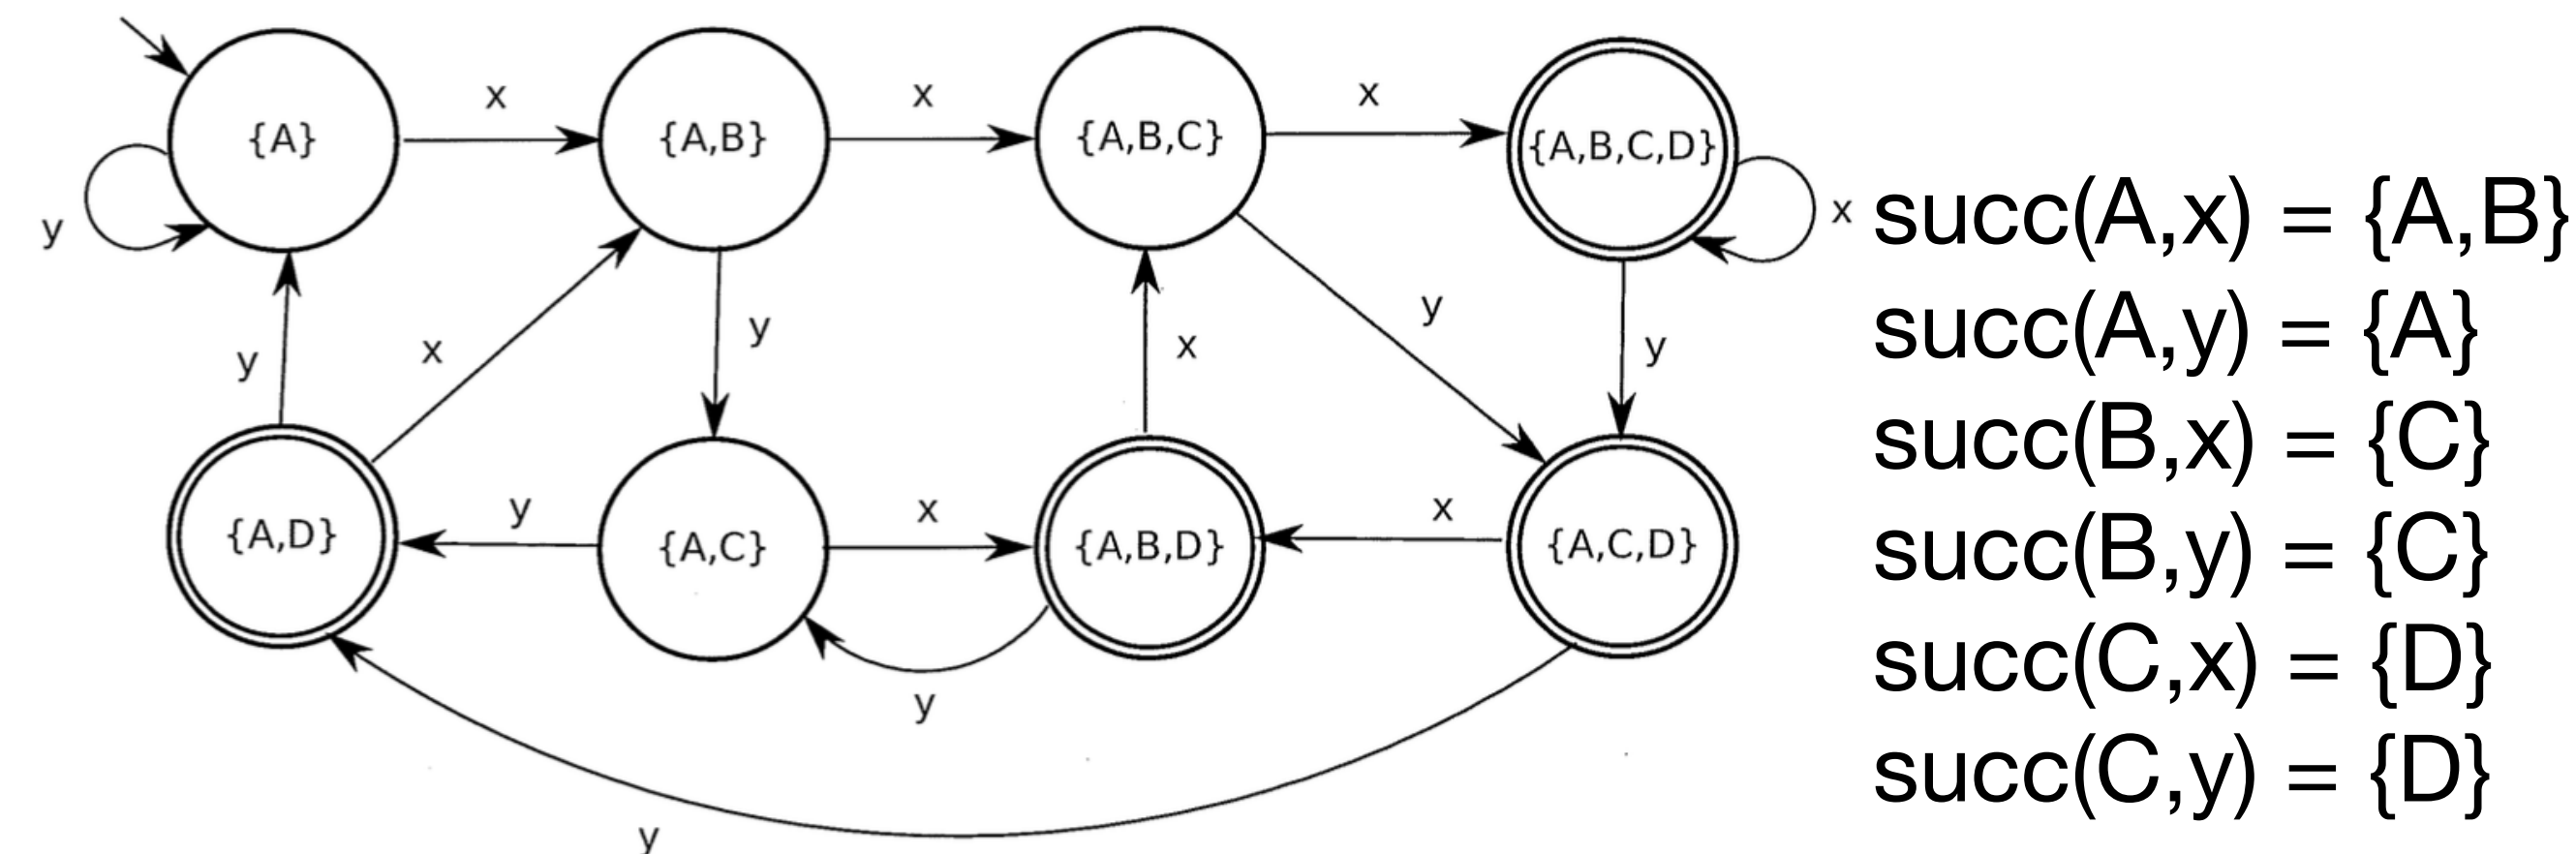 x
x
x
{A}
{A,B}
{A,B,C}
{A,B,C,D}
y
x
y
x
y
x
y
y
{A,D}
y
{A,C}
x
{A,B,D}
x
{A,C,D}
y
y
succ(A,x) = {A,B}
succ(A,y) = {A}
succ(B,x) = {C}
succ(B,y) = {C}
succ(C,x) = {D}
succ(C,y) = {D}